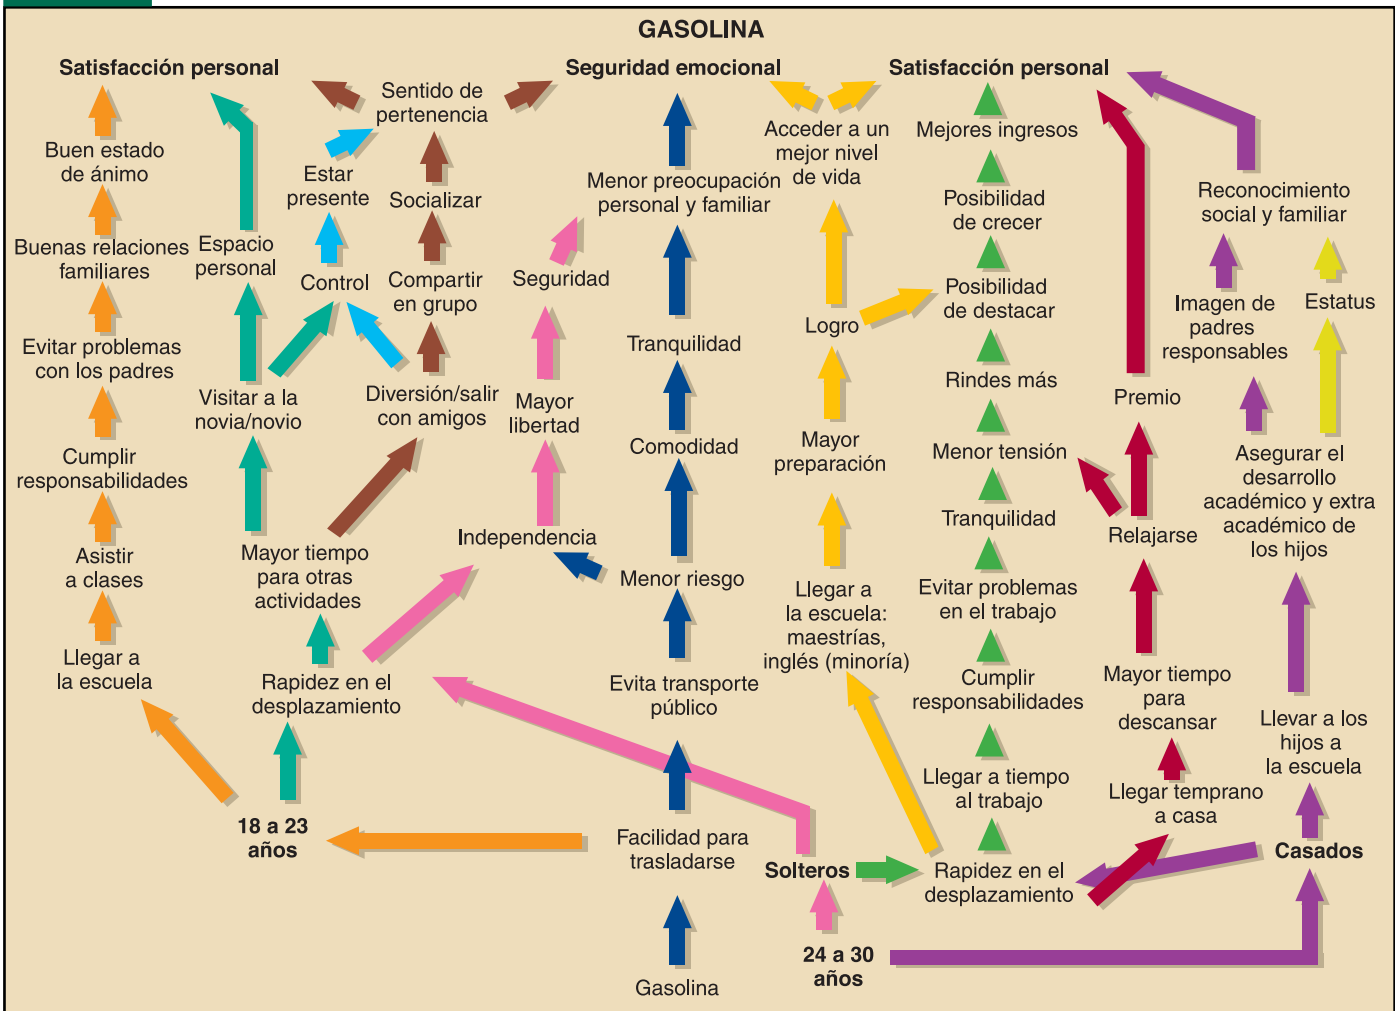 GASOLINA
Satisfacción personal
Sentido de
pertenencia
Seguridad emocional
Satisfacción personal
Buen estado
de ánimo
Estar
presente
Socializar
Menor preocupación
personal y familiar
Acceder a un
mejor nivel
de vida
Mejores ingresos
Posibilidad
de crecer
Reconocimiento
social y familiar
Buenas relaciones
familiares
Espacio
personal
Control
Compartir
en grupo
Seguridad
Logro
Posibilidad
de destacar
Imagen de
padres
responsables
Estatus
Evitar problemas
con los padres
Visitar a la
novia/novio
Diversión/salir
con amigos
Mayor
libertad
Tranquilidad
Rindes más
Premio
Cumplir
responsabilidades
Comodidad
Mayor
preparación
Menor tensión
Asegurar el
desarrollo
académico y extra
académico de
los hijos
Asistir
a clases
Mayor tiempo
para otras
actividades
Independencia
Menor riesgo
Llegar a
la escuela:
maestrías,
inglés (minoría)
Tranquilidad
Relajarse
Evitar problemas
en el trabajo
Llegar a
la escuela
Rapidez en el
desplazamiento
Evita transporte
público
Cumplir
responsabilidades
Mayor tiempo
para
descansar
Llevar a los
hijos a
la escuela
Llegar a tiempo
al trabajo
Llegar temprano
a casa
18 a 23
años
Facilidad para
trasladarse
Solteros
Rapidez en el
desplazamiento
Casados
24 a 30
años
Gasolina